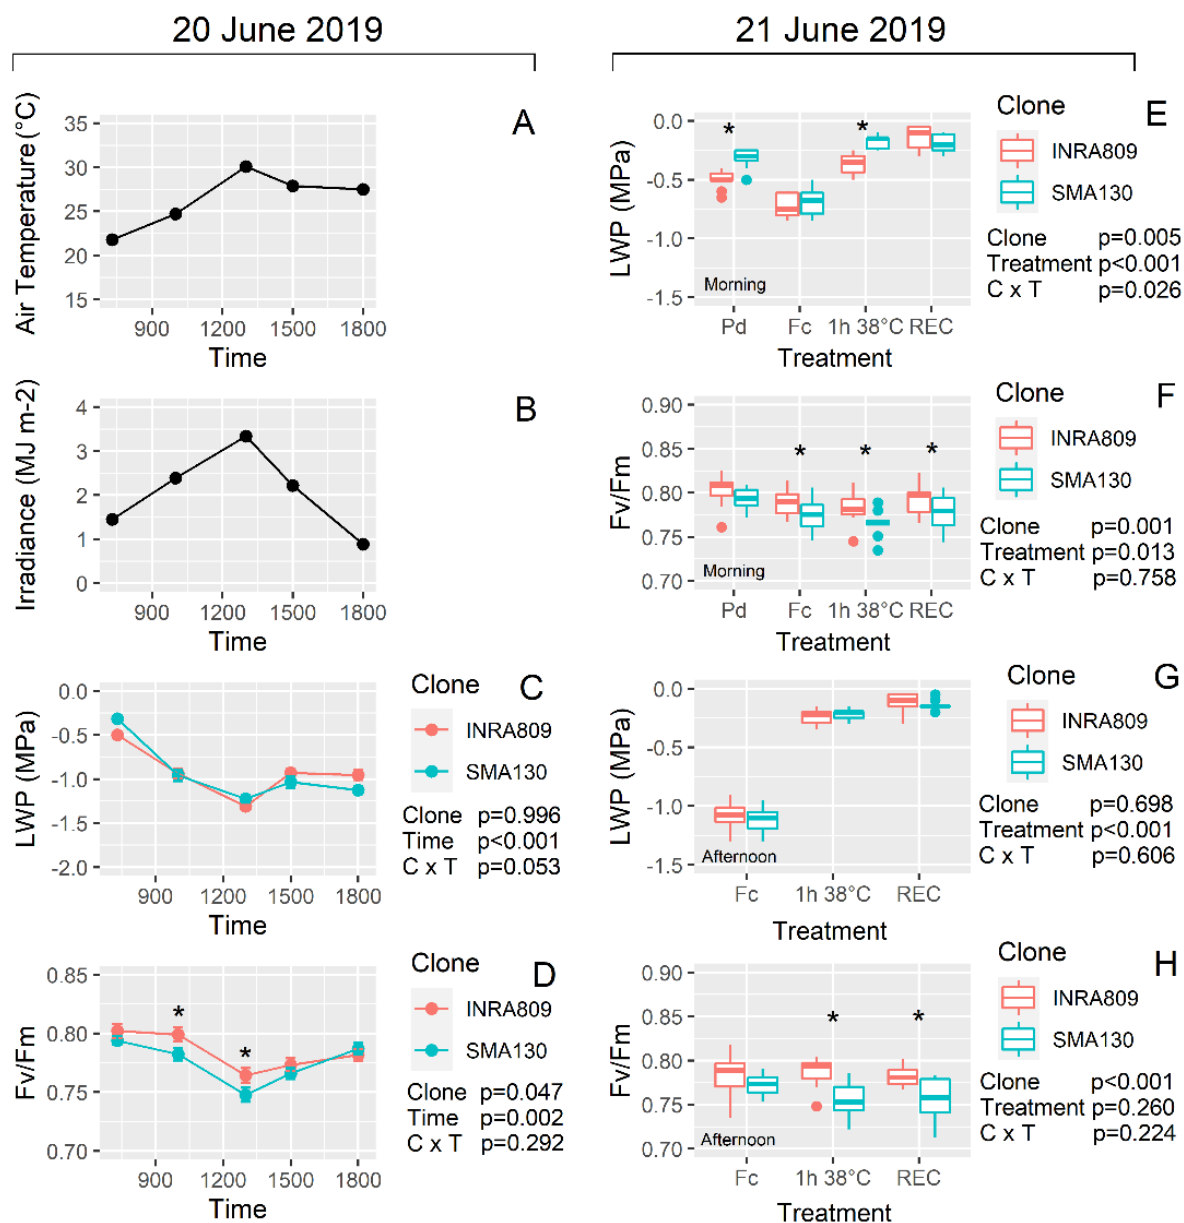 20 June 2019
21 June 2019
A
Air Temperature (°C)
35
30
25
20
15
900 1200 1500 1800
Time
B
Irradiance (MJ m-2)
4
3
2
1
0
900 1200 1500 1800
Time
C
LWP (MPa)
0.0
-0.5
-1.0
-1.5
-2.0
900 1200 1500 1800
Time
Clone
INRA809
SMA130
Clone p=0.996
Time p<0.001
C x T p=0.053
D
Fv/Fm
0.85
0.80
0.75
0.70
* *
900 1200 1500 1800
Time
Clone
INRA809
SMA130
Clone p=0.047
Time p=0.002
C x T p=0.292
E
LWP (MPa)
0.0
-0.5
-1.0
-1.5
* *
Morning
Pd Fc 1h 38°C REC
Treatment
Clone
INRA809
SMA130
Clone p=0.005
Treatment p<0.001
C x T p=0.026
F
Fv/Fm
0.90
0.85
0.80
0.75
0.70
* * *
Morning
Pd Fc 1h 38°C REC
Treatment
Clone
INRA809
SMA130
Clone p=0.001
Treatment p=0.013
C x T p=0.758
G
LWP (MPa)
0.0
-0.5
-1.0
-1.5
Afternoon
Fc 1h 38°C REC
Treatment
Clone
INRA809
SMA130
Clone p=0.698
Treatment p<0.001
C x T p=0.606
H
Fv/Fm
0.90
0.85
0.80
0.75
0.70
* *
Afternoon
Fc 1h 38°C REC
Treatment
Clone
INRA809
SMA130
Clone p<0.001
Treatment p=0.260
C x T p=0.224